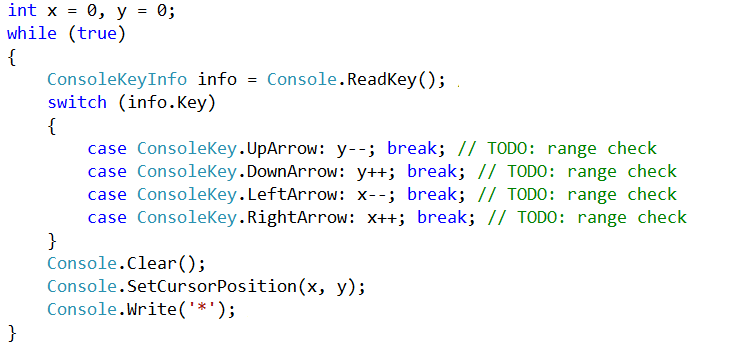 int x = 0, y = 0;
while (true)
{
    ConsoleKeyInfo info = Console.ReadKey();
    switch (info.Key)
    {
        case ConsoleKey.UpArrow: y--; break; // TODO: range check
        case ConsoleKey.DownArrow: y++; break; // TODO: range check
        case ConsoleKey.LeftArrow: x--; break; // TODO: range check
        case ConsoleKey.RightArrow: x++; break; // TODO: range check
    }
    Console.Clear();
    Console.SetCursorPosition(x, y);
    Console.Write('*');
}